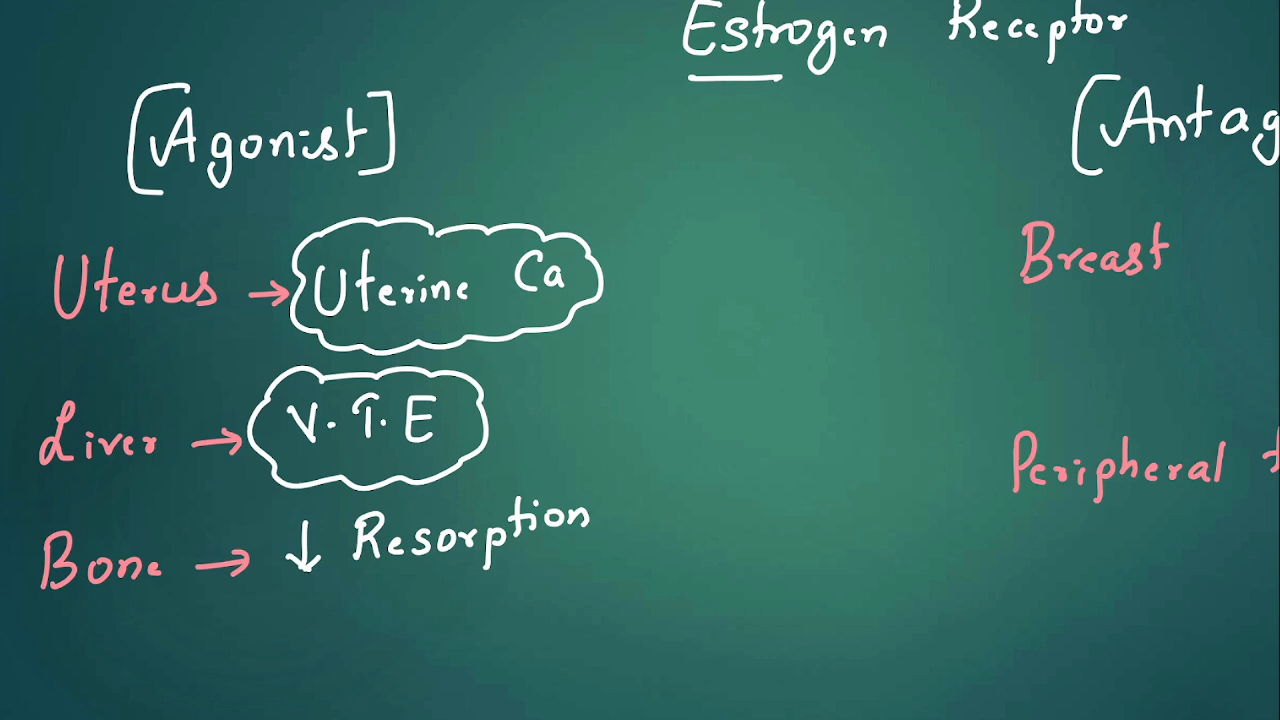 Estrogen Receptor
[Agonist]
[Antag
Uterus → Uterine Ca
Breast
Liver → V.T.E
Peripheral
Bone → ↓ Resorption